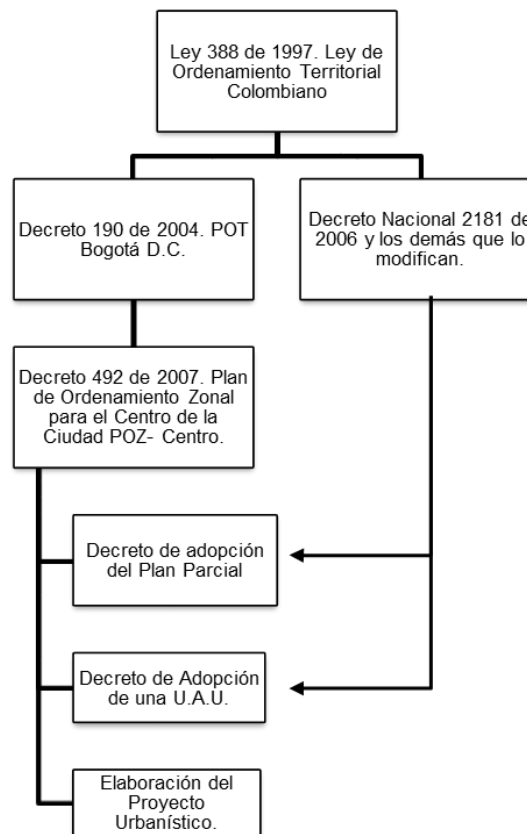 Ley 388 de 1997. Ley de
Ordenamiento Territorial
Colombiano
Decreto 190 de 2004. POT
Bogotá D.C.
Decreto Nacional 2181 de
2006 y los demás que lo
modifican.
Decreto 492 de 2007. Plan
de Ordenamiento Zonal
para el Centro de la
Ciudad POZ- Centro.
Decreto de adopción
del Plan Parcial
Decreto de Adopción
de una U.A.U.
Elaboración del
Proyecto
Urbanístico.